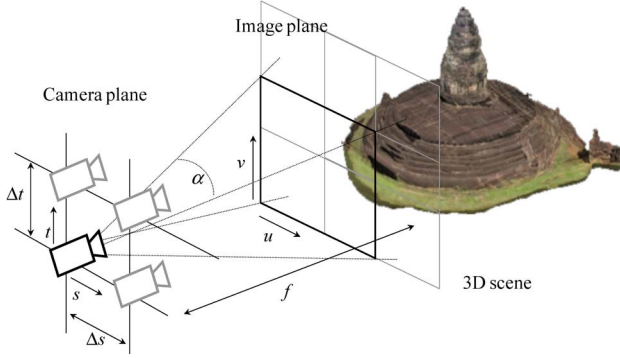 Image plane
Camera plane
α
v
Δt
t
u
s
f
3D scene
Δs